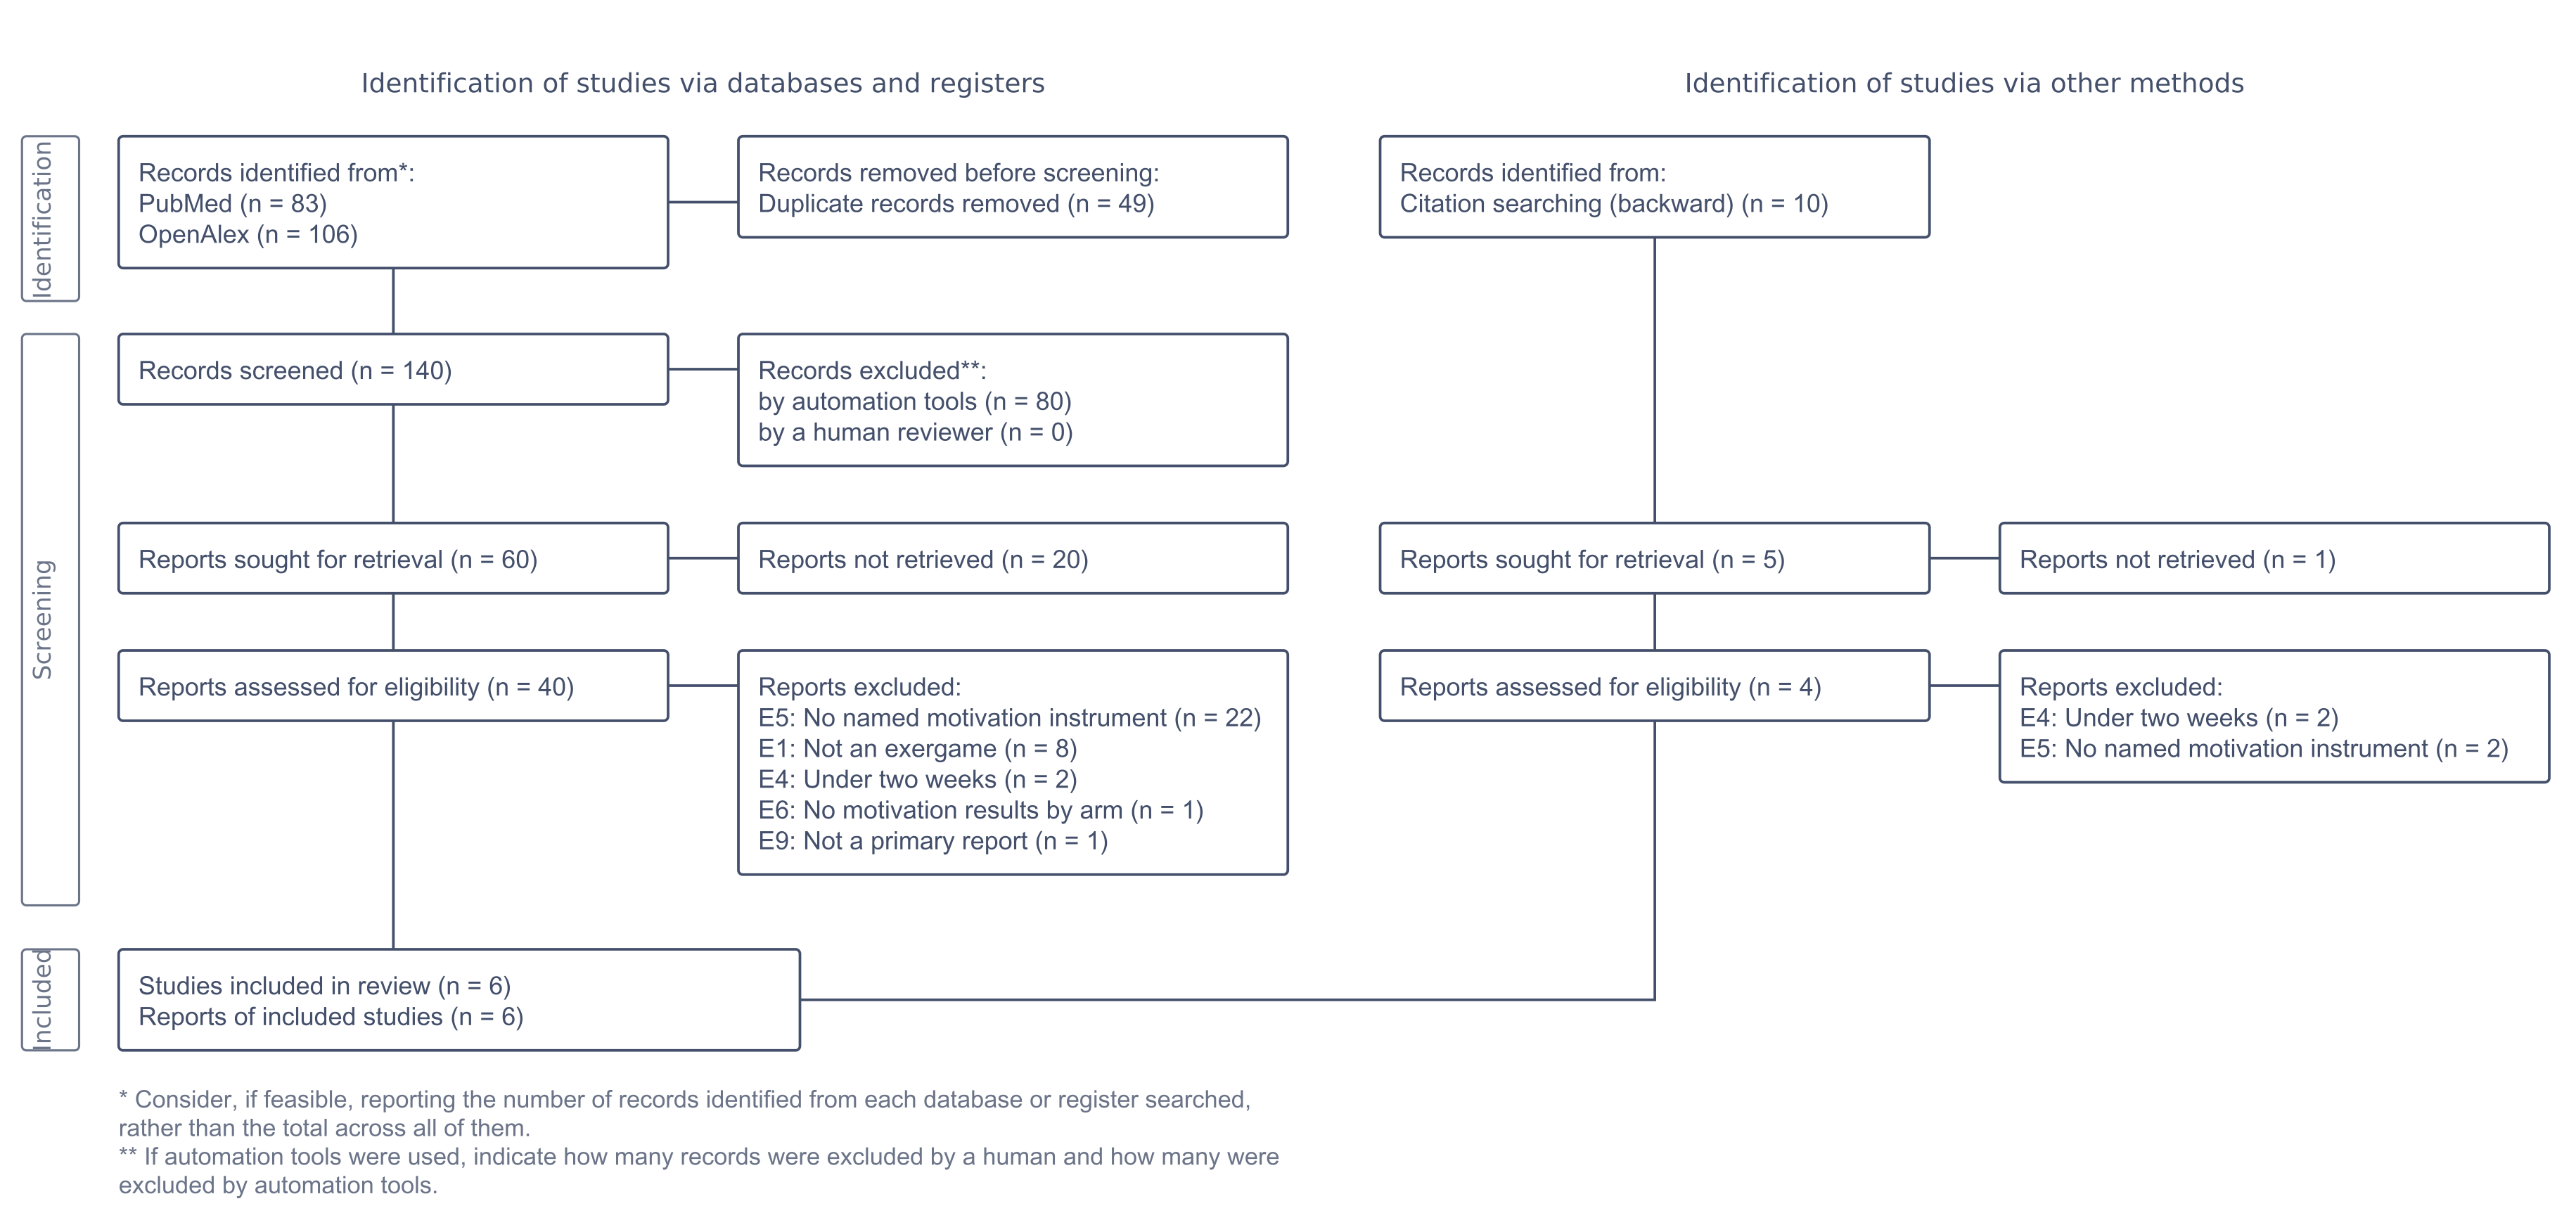 Identification of studies via databases and registers
Identification of studies via other methods
Identification
Records identified from*:
PubMed (n = 83)
OpenAlex (n = 106)
Records removed before screening:
Duplicate records removed (n = 49)
Records identified from:
Citation searching (backward) (n = 10)
Screening
Records screened (n = 140)
Records excluded**:
by automation tools (n = 80)
by a human reviewer (n = 0)
Reports sought for retrieval (n = 60)
Reports not retrieved (n = 20)
Reports sought for retrieval (n = 5)
Reports not retrieved (n = 1)
Reports assessed for eligibility (n = 40)
Reports excluded:
E5: No named motivation instrument (n = 22)
E1: Not an exergame (n = 8)
E4: Under two weeks (n = 2)
E6: No motivation results by arm (n = 1)
E9: Not a primary report (n = 1)
Reports assessed for eligibility (n = 4)
Reports excluded:
E4: Under two weeks (n = 2)
E5: No named motivation instrument (n = 2)
Included
Studies included in review (n = 6)
Reports of included studies (n = 6)
* Consider, if feasible, reporting the number of records identified from each database or register searched,
rather than the total across all of them.
** If automation tools were used, indicate how many records were excluded by a human and how many were
excluded by automation tools.